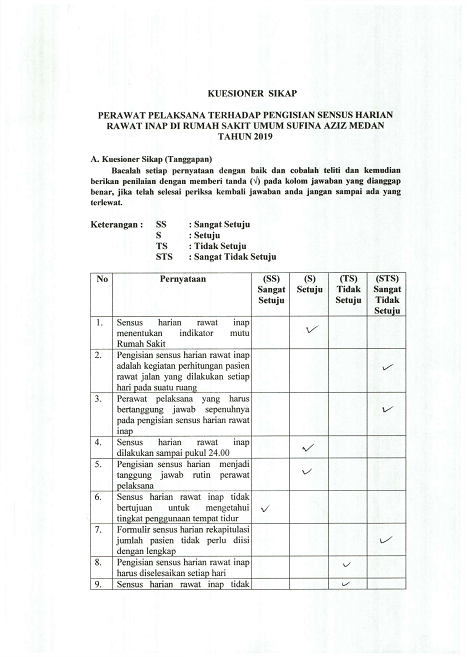 KUESIONER SIKAP
PERAWAT PELAKSANA TERHADAP PENGISIAN SENSUS HARIAN
RAWAT INAP DI RUMAH SAKIT UMUM SUFINA AZIZ MEDAN
TAHUN 2019
A. Kuesioner Sikap (Tanggapan)
Bacalah setiap pernyataan dengan baik dan cobalah teliti dan kemudian
berikan penilaian dengan memberi tanda (√) pada kolom jawaban yang dianggap
benar, jika telah selesai periksa kembali jawaban anda jangan sampai ada yang
terlewat.
Keterangan : SS : Sangat Setuju
S : Setuju
TS : Tidak Setuju
STS : Sangat Tidak Setuju
No Pernyataan (SS) Sangat Setuju (S) Setuju (TS) Tidak Setuju (STS) Sangat Tidak Setuju
1. Sensus harian rawat inap
menentukan indikator mutu
Rumah Sakit ✓
2. Pengisian sensus harian rawat inap
adalah kegiatan perhitungan pasien
rawat jalan yang dilakukan setiap
hari pada suatu ruang ✓
3. Perawat pelaksana yang harus
bertanggung jawab sepenuhnya
pada pengisian sensus harian rawat
inap ✓
4. Sensus harian rawat inap
dilakukan sampai pukul 24.00 ✓
5. Pengisian sensus harian menjadi
tanggung jawab rutin perawat
pelaksana ✓
6. Sensus harian rawat inap tidak
bertujuan untuk mengetahui
tingkat penggunaan tempat tidur ✓
7. Formulir sensus harian rekapitulasi
jumlah pasien tidak perlu diisi
dengan lengkap ✓
8. Pengisian sensus harian rawat inap
harus diselesaikan setiap hari ✓
9. Sensus harian rawat inap tidak ✓